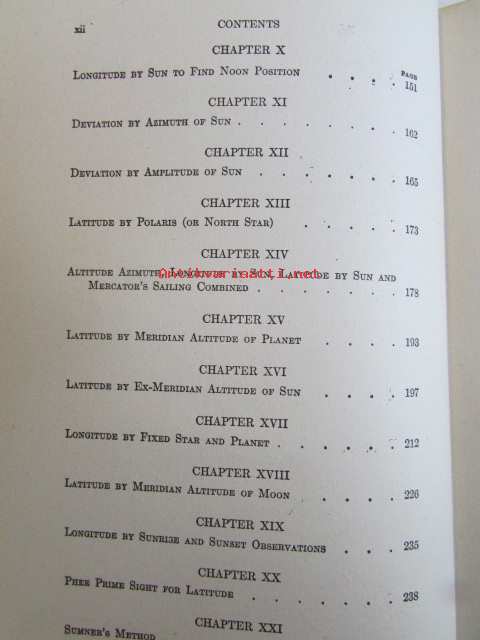 xii CONTENTS
CHAPTER X
PAGE
Longitude by Sun to Find Noon Position . . . . 151
CHAPTER XI
Deviation by Azimuth of Sun . . . . . 162
CHAPTER XII
Deviation by Amplitude of Sun . . . . . 165
CHAPTER XIII
Latitude by Polaris (or North Star) . . . . 173
CHAPTER XIV
Altitude Azimuth, by Sun, Latitude by Sun and
Mercator's Sailing Combined . . . . . . . 178
CHAPTER XV
Latitude by Meridian Altitude of Planet . . . . 193
CHAPTER XVI
Latitude by Ex-Meridian Altitude of Sun . . . . 197
CHAPTER XVII
Longitude by Fixed Star and Planet . . . . . 212
CHAPTER XVIII
Latitude by Meridian Altitude of Moon . . . . 226
CHAPTER XIX
Longitude by Sunrise and Sunset Observations . . . 235
CHAPTER XX
Phee Prime Sight for Latitude . . . . . . 238
CHAPTER XXI
Sumner's Method